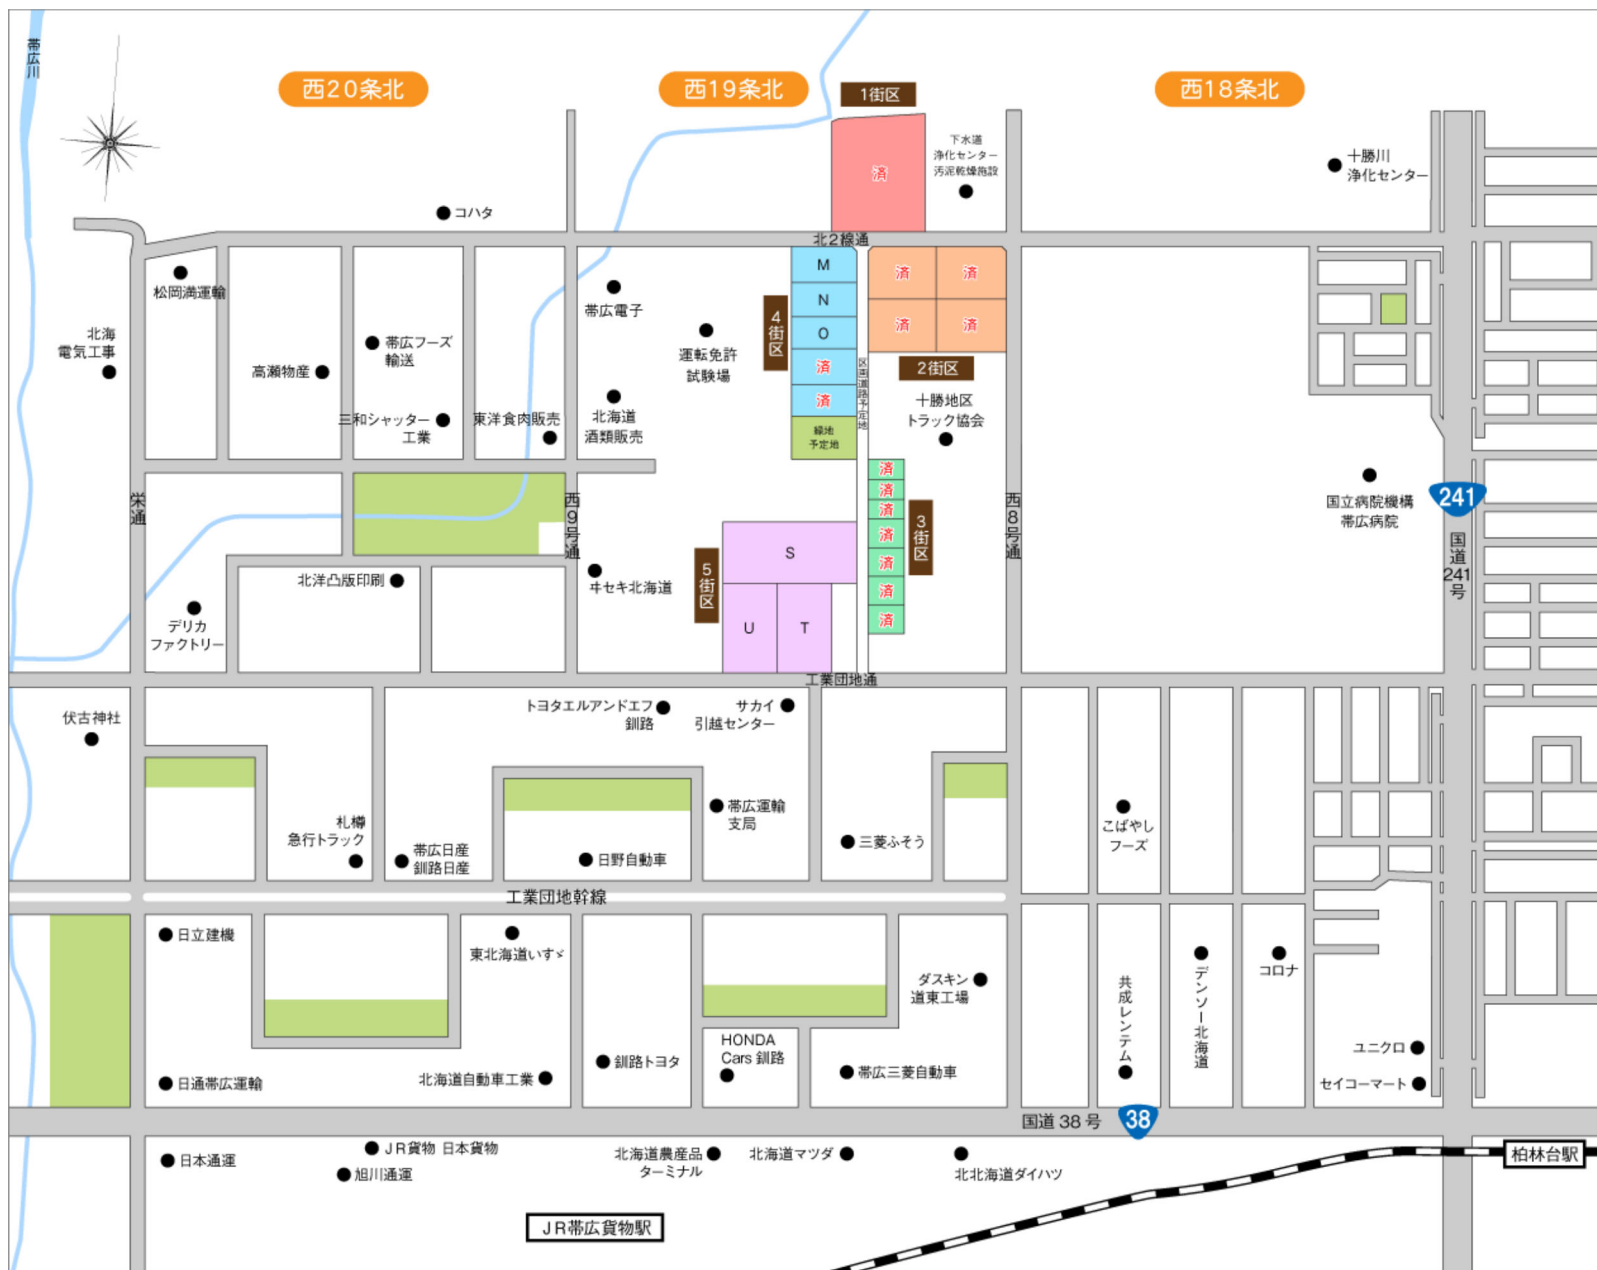 帯広川
西20条北
西19条北
西18条北
1街区
済
下水道
浄化センター
汚泥乾燥施設
十勝川
浄化センター
コハタ
北2線通
松岡満運輸
北海
電気工事
高瀬物産
帯広フーズ
輸送
三和シャッター
工業
東洋食肉販売
帯広電子
北海道
酒類販売
運転免許
試験場
4街区
M
N
O
済
済
緑地
予定地
区画道路予定地
済
済
済
済
2街区
十勝地区
トラック協会
済
済
済
済
済
済
済
3街区
国立病院機構
帯広病院
241
国道
241
号
栄通
西9号通
西8号通
北洋凸版印刷
デリカ
ファクトリー
ヰセキ北海道
5街区
S
U
T
工業団地通
伏古神社
トヨタエルアンドエフ
釧路
サカイ
引越センター
札樽
急行トラック
帯広日産
釧路日産
日野自動車
帯広運輸
支局
三菱ふそう
こばやし
フーズ
工業団地幹線
日立建機
東北海道いすゞ
ダスキン
道東工場
共成レンテム
デンソー北海道
コロナ
HONDA
Cars 釧路
釧路トヨタ
帯広三菱自動車
ユニクロ
セイコーマート
日通帯広運輸
北海道自動車工業
国道 38 号
38
日本通運
JR貨物 日本貨物
旭川通運
北海道農産品
ターミナル
北海道マツダ
北北海道ダイハツ
柏林台駅
JR帯広貨物駅